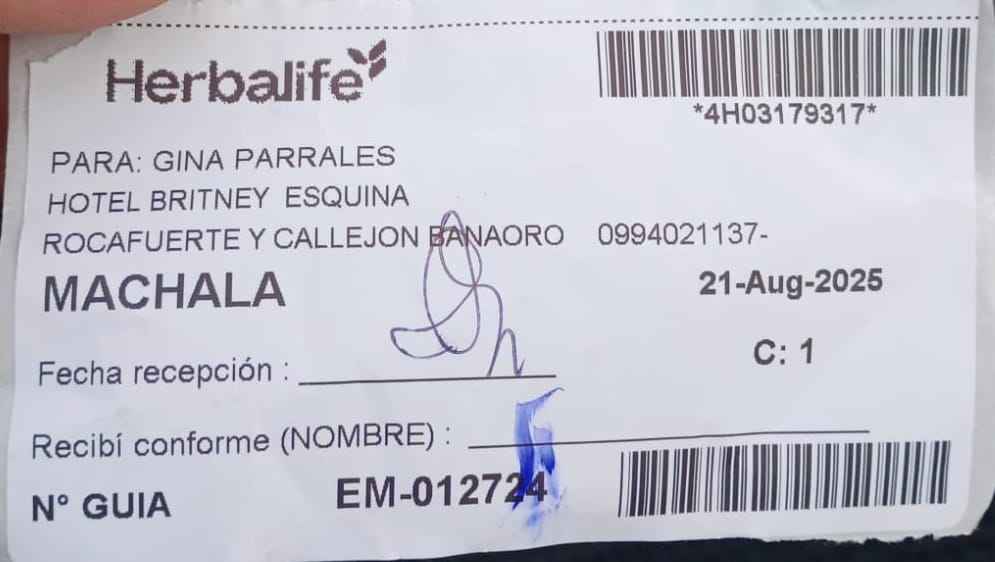 Herbalife
*4H03179317*
PARA: GINA PARRALES
HOTEL BRITNEY ESQUINA
ROCAFUERTE Y CALLEJON BANAORO 0994021137-
MACHALA 21-Aug-2025
C: 1
Fecha recepción :
Recibí conforme (NOMBRE) :
N° GUIA EM-012724